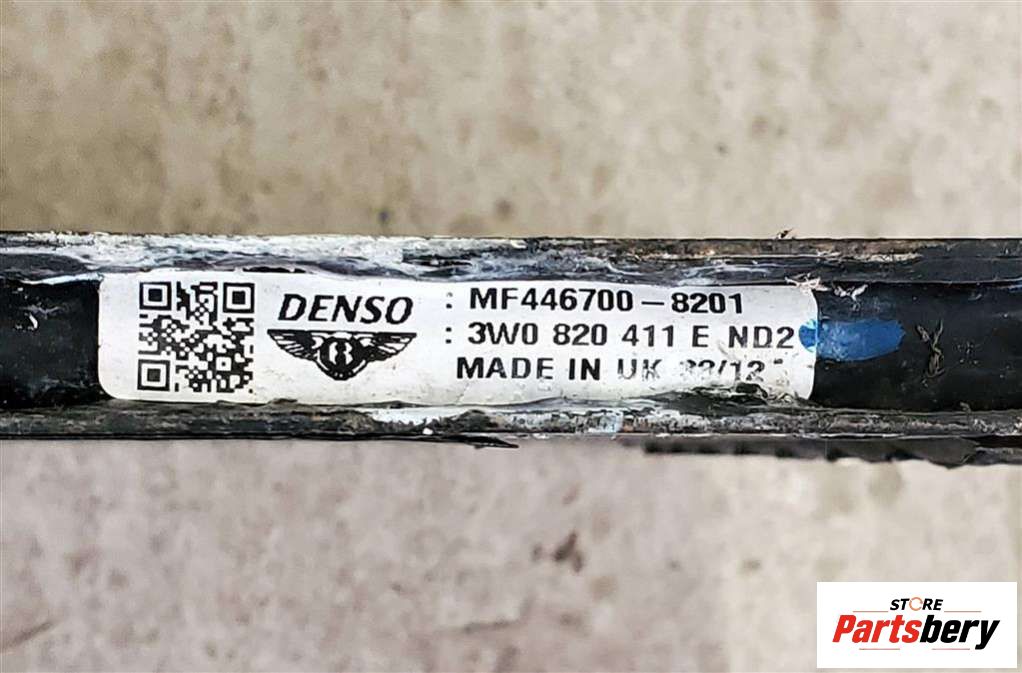 DENSO : MF446700-8201
B : 3W0 820 411 E ND2
MADE IN UK
STORE
Partsbery